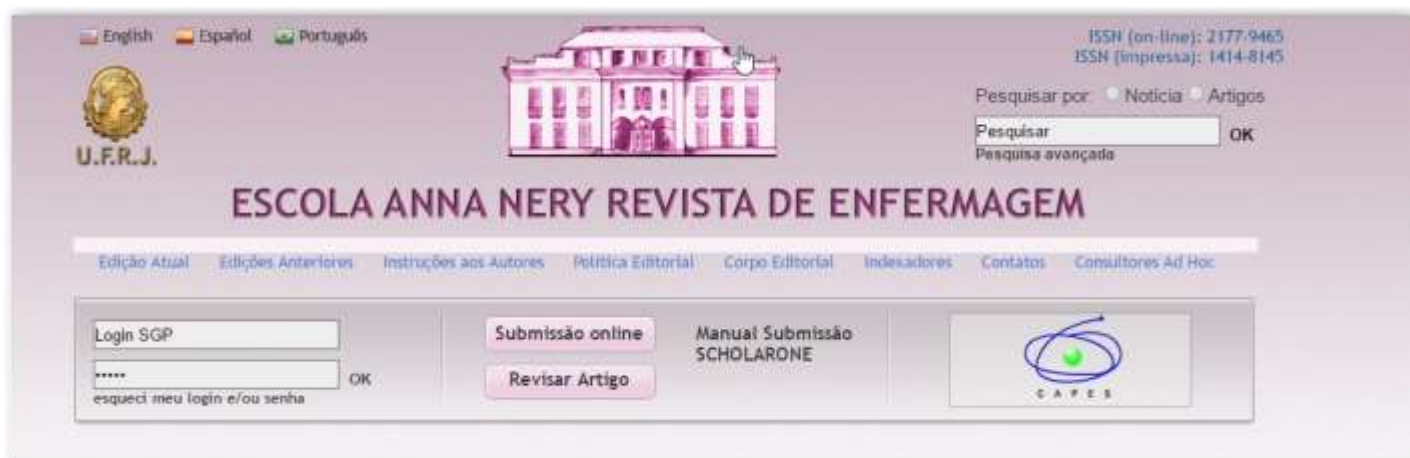 English Español Português
ISSN (on-line): 2177-9465
ISSN (impressa): 1414-8145
U.F.R.J.
Pesquisar por: Notícia Artigos
Pesquisar OK
Pesquisa avançada
ESCOLA ANNA NERY REVISTA DE ENFERMAGEM
Edição Atual Edições Anteriores Instruções aos Autores Política Editorial Corpo Editorial Indexadores Contatos Consultores Ad Hoc
Login SGP
••••• OK
esqueci meu login e/ou senha
Submissão online
Revisar Artigo
Manual Submissão
SCHOLARONE
CAPES